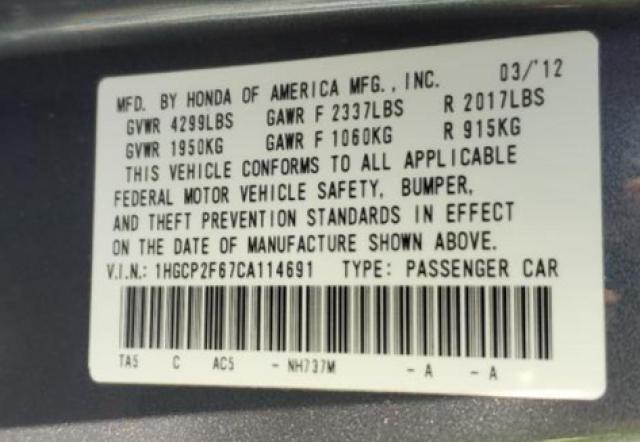 MFD. BY HONDA OF AMERICA MFG., INC. 03/'12
GVWR 4299LBS GAWR F 2337LBS R 2017LBS
GVWR 1950KG GAWR F 1060KG R 915KG
THIS VEHICLE CONFORMS TO ALL APPLICABLE
FEDERAL MOTOR VEHICLE SAFETY, BUMPER,
AND THEFT PREVENTION STANDARDS IN EFFECT
ON THE DATE OF MANUFACTURE SHOWN ABOVE.
V.I.N.: 1HGCP2F67CA114691 TYPE: PASSENGER CAR
TA5 C AC5 - NH737M - A - A